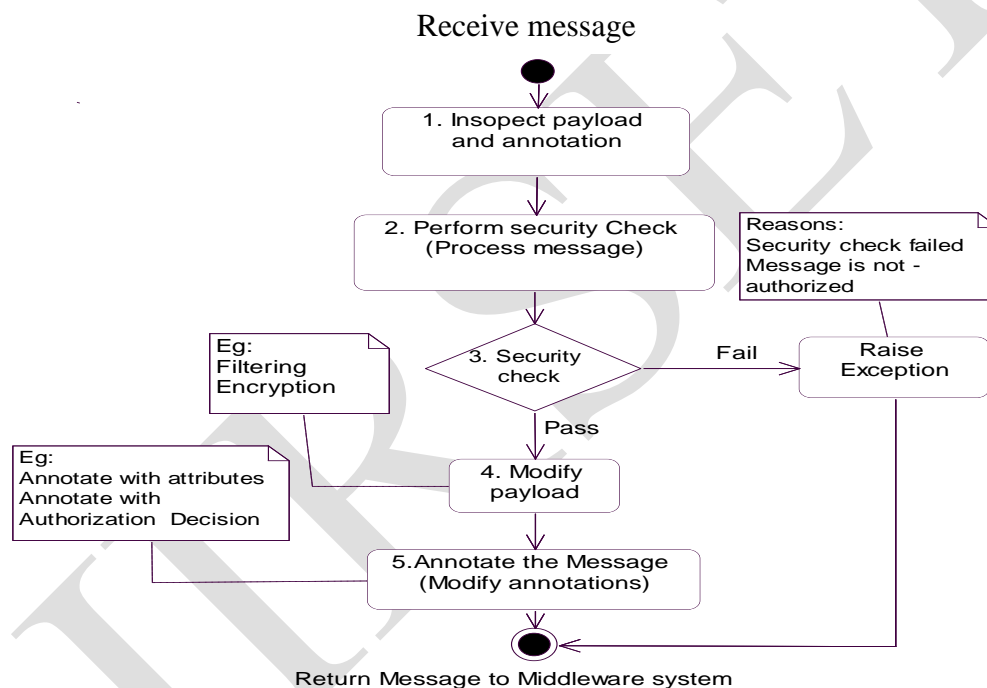 Receive message
1. Insopect payload
and annotation
2. Perform security Check
(Process message)
Reasons:
Security check failed
Message is not -
authorized
3. Security
check
Fail
Raise
Exception
Eg:
Filtering
Encryption
Pass
4. Modify
payload
Eg:
Annotate with attributes
Annotate with
Authorization Decision
5.Annotate the Message
(Modify annotations)
Return Message to Middleware system
IJIRSET